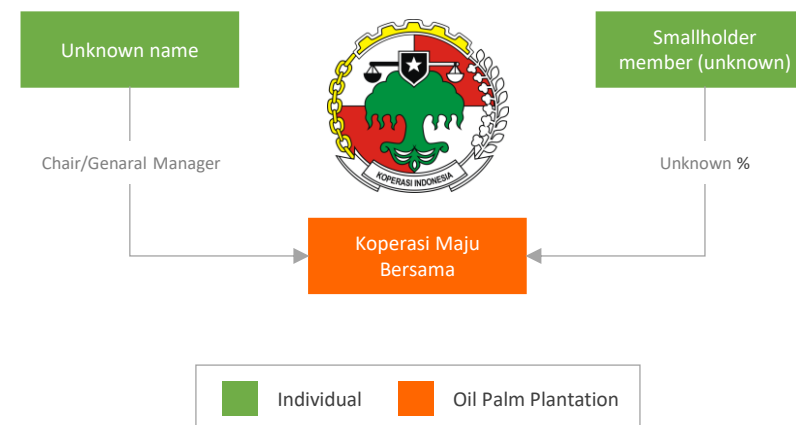 Unknown name
Smallholder
member (unknown)
KOPERASI INDONESIA
Chair/Genaral Manager
Unknown %
Koperasi Maju
Bersama
Individual
Oil Palm Plantation